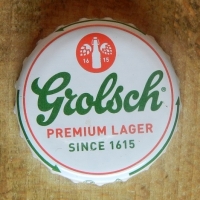 16 15
Grolsch
PREMIUM LAGER
SINCE 1615